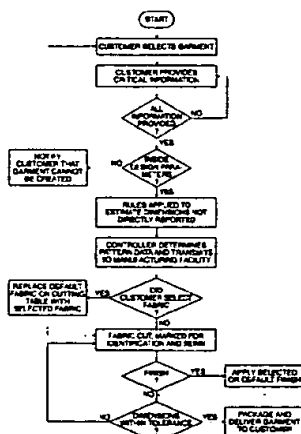 START
CUSTOMER SELECTS GARMENT
CUSTOMER PROVIDES
CRITICAL INFORMATION
ALL
INFORMATION
PROVIDED
?
NO
YES
NOTIFY
CUSTOMER THAT
GARMENT CANNOT
BE CREATED
NO
INSIDE
DESIGN PARA-
METERS
?
YES
RULES APPLIED TO
ESTIMATE DIMENSIONS NOT
DIRECTLY REPORTED
CONTROLLER DETERMINES
PATTERN DATA AND TRANSMITS
TO MANUFACTURING FACILITY
REPLACE DEFAULT
FABRIC ON CUTTING
TABLE WITH
SELECTED FABRIC
YES
DID
CUSTOMER SELECT
FABRIC
?
NO
FABRIC CUT, MARKED FOR
IDENTIFICATION AND SEWN
FINISH
?
YES
APPLY SELECTED
OR DEFAULT FINISH
NO
NO
DIMENSIONS
WITHIN TOLERANCE
?
YES
PACKAGE AND
DELIVER GARMENT
TO CUSTOMER